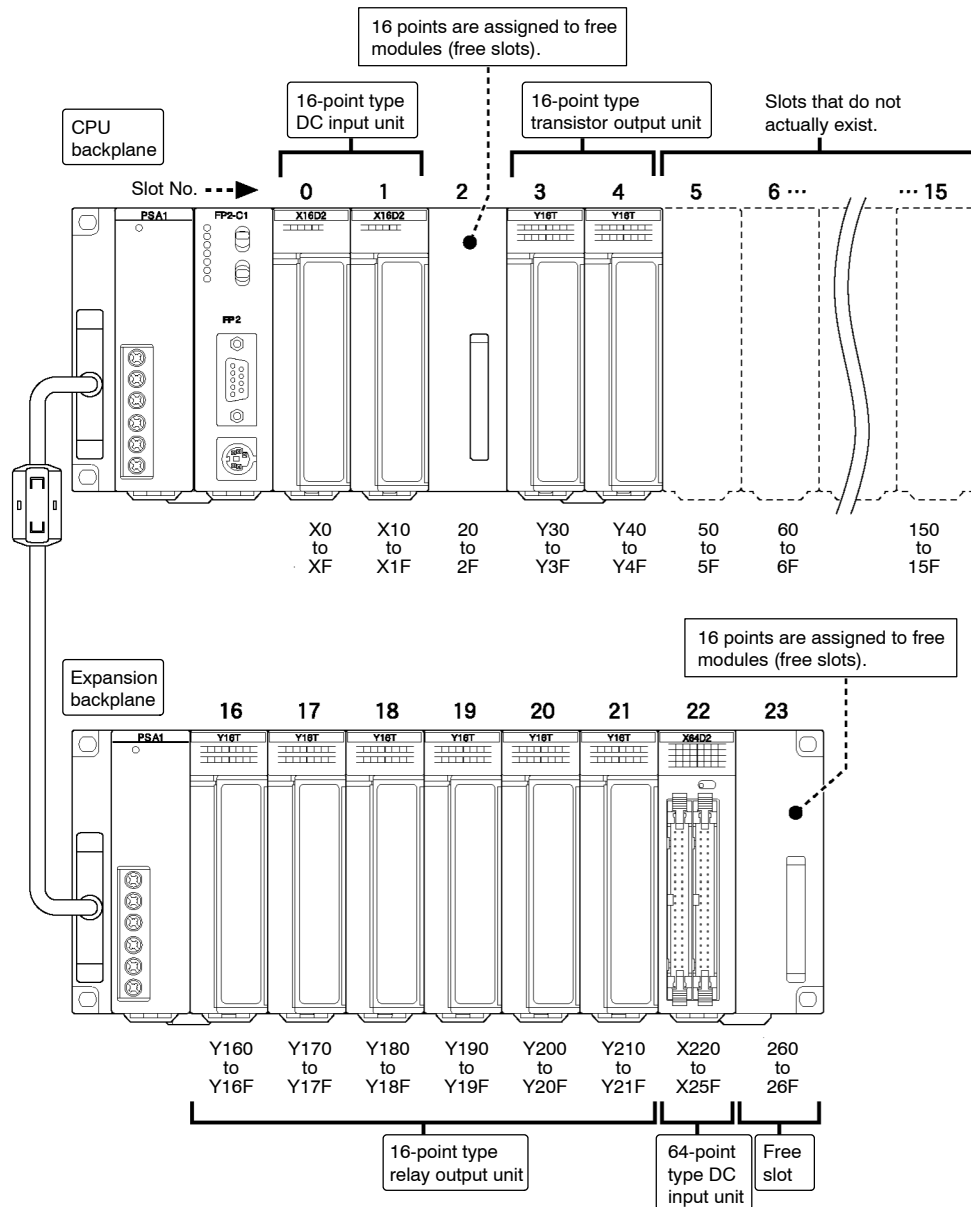 16 points are assigned to free
modules (free slots).
16-point type
DC input unit
16-point type
transistor output unit
Slots that do not
actually exist.
CPU
backplane
Slot No.
0 1 2 3 4 5 6 ··· ··· 15
PSA1 FP2-C1 X16D2 X16D2 Y16T Y16T
FP2
X0 X10 20 Y30 Y40 50 60 150
to to to to to to to to
XF X1F 2F Y3F Y4F 5F 6F 15F
16 points are assigned to free
modules (free slots).
Expansion
backplane
16 17 18 19 20 21 22 23
PSA1 Y16T Y16T Y16T Y16T Y16T Y16T X64D2
Y160 Y170 Y180 Y190 Y200 Y210 X220 260
to to to to to to to to
Y16F Y17F Y18F Y19F Y20F Y21F X25F 26F
16-point type
relay output unit
64-point
type DC
input unit
Free
slot